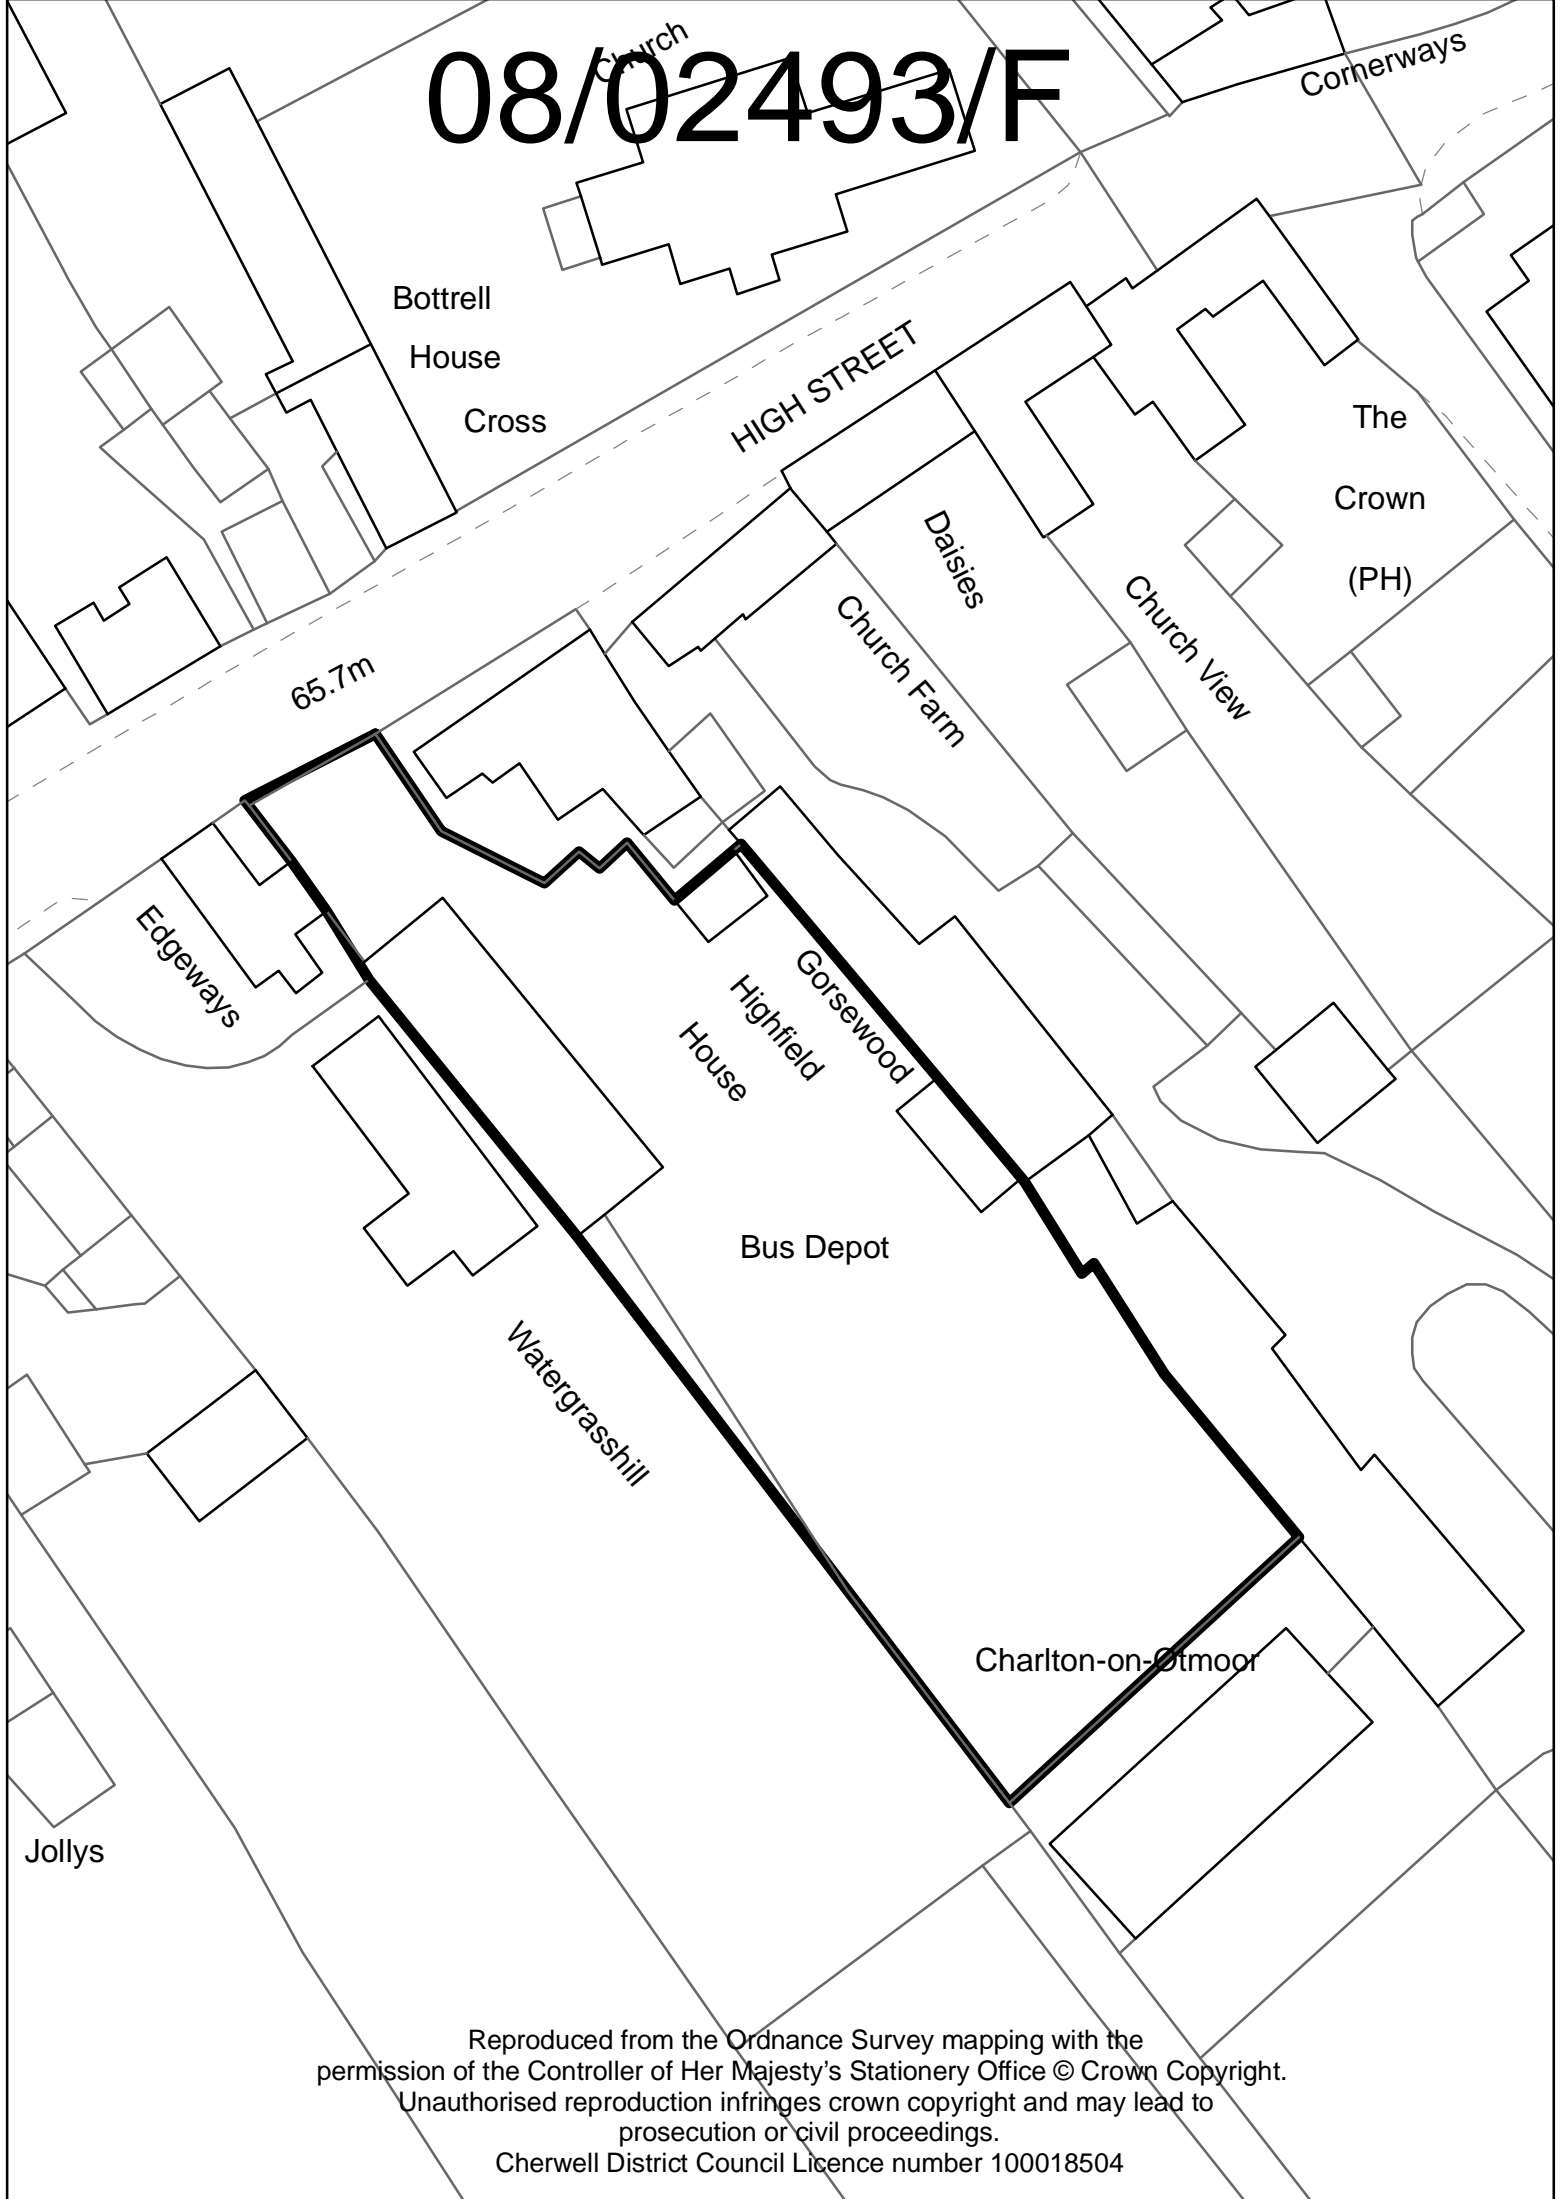 08/02493/F
Church
Cornerways
Bottrell
House
Cross
HIGH STREET
The
Crown
(PH)
Daisies
Church Farm
Church View
65.7m
Edgeways
Gorsewood
Highfield
House
Bus Depot
Watergrasshill
Charlton-on-Otmoor
Jollys
Reproduced from the Ordnance Survey mapping with the
permission of the Controller of Her Majesty’s Stationery Office © Crown Copyright.
Unauthorised reproduction infringes crown copyright and may lead to
prosecution or civil proceedings.
Cherwell District Council Licence number 100018504